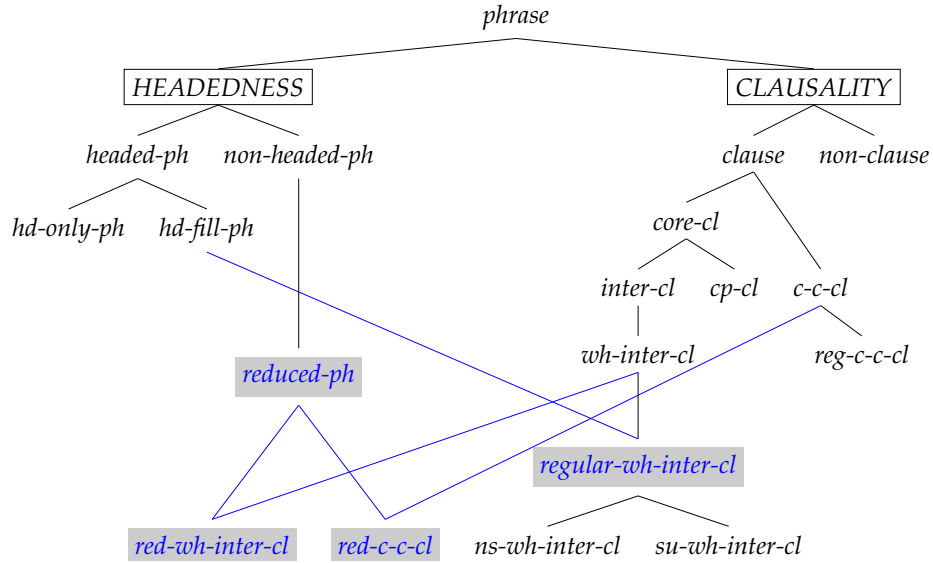 phrase
HEADEDNESS CLAUSALITY
headed-ph non-headed-ph clause non-clause
hd-only-ph hd-fill-ph core-cl
inter-cl cp-cl c-c-cl
wh-inter-cl reg-c-c-cl
reduced-ph
regular-wh-inter-cl
red-wh-inter-cl red-c-c-cl ns-wh-inter-cl su-wh-inter-cl